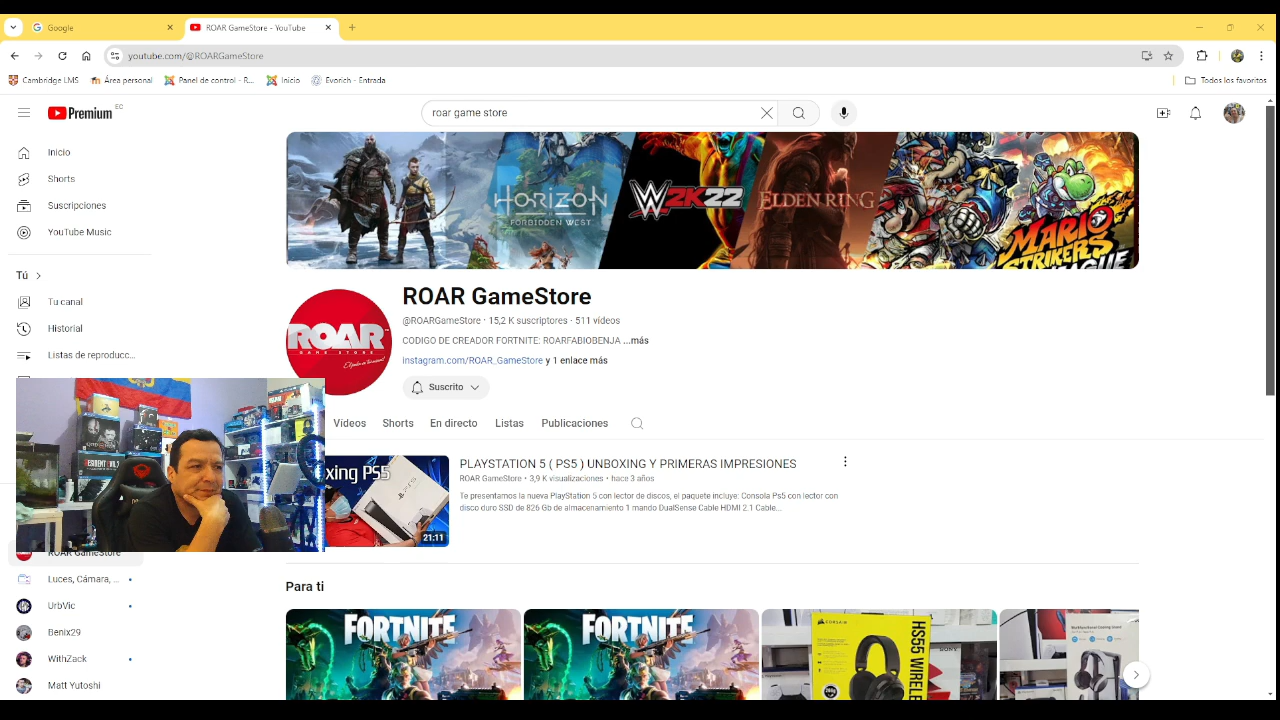 Google
ROAR GameStore - YouTube
youtube.com/@ROARGameStore
Cambridge LMS
Área personal
Panel de control - R...
Inicio
Evorich - Entrada
Todos los favoritos
Premium EC
roar game store
Inicio
Shorts
Suscripciones
YouTube Music
Tú
Tu canal
Historial
Listas de reproducc...
HORIZON
FORBIDDEN WEST
W2K22
ELDEN RING
MARIO
STRIKERS
LEAGUE
ROAR
GAME STORE
ROAR GameStore
@ROARGameStore · 15,2 K suscriptores · 511 vídeos
CODIGO DE CREADOR FORTNITE: ROARFABIOBENJA ...más
instagram.com/ROAR_GameStore y 1 enlace más
Suscrito
Vídeos
Shorts
En directo
Listas
Publicaciones
xing PS5
21:11
PLAYSTATION 5 ( PS5 ) UNBOXING Y PRIMERAS IMPRESIONES
ROAR GameStore · 3,9 K visualizaciones · hace 3 años
Te presentamos la nueva PlayStation 5 con lector de discos, el paquete incluye: Consola Ps5 con lector con
disco duro SSD de 826 Gb de almacenamiento 1 mando DualSense Cable HDMI 2.1 Cable...
ROAR GameStore
Luces, Cámara, ...
UrbVic
Benix29
WithZack
Matt Yutoshi
Para ti
FORTNITE
FORTNITE
CORSAIR
HS55 WIRELE
SONY